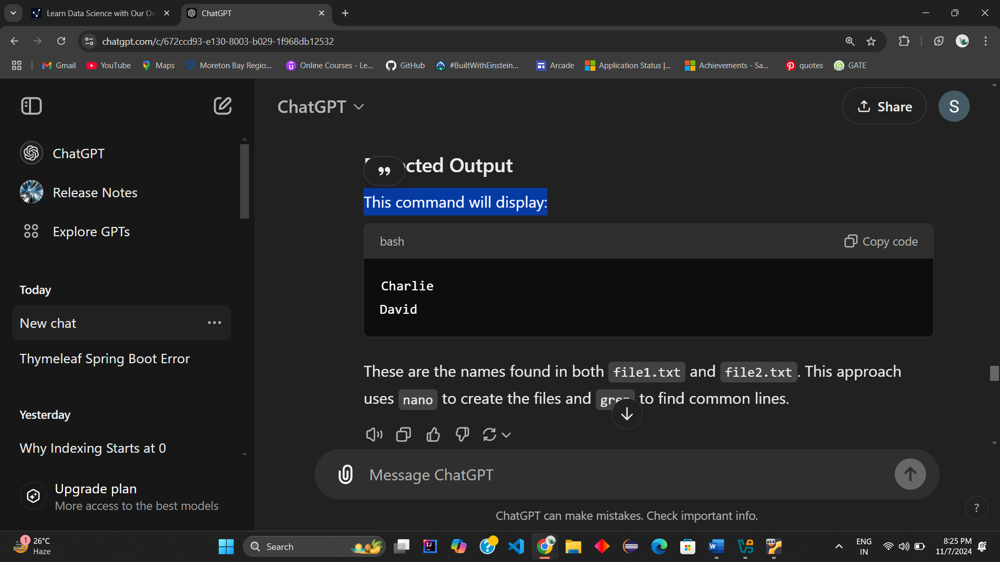 Learn Data Science with Our On
ChatGPT
chatgpt.com/c/672ccd93-e130-8003-b029-1f968db12532
Gmail
YouTube
Maps
Moreton Bay Regio...
Online Courses - Le...
GitHub
#BuiltWithEinstein...
Arcade
Application Status |...
Achievements - Sa...
quotes
GATE
ChatGPT
Share
S
ChatGPT
Release Notes
Explore GPTs
Today
New chat
Thymeleaf Spring Boot Error
Yesterday
Why Indexing Starts at 0
Upgrade plan
More access to the best models
cted Output
This command will display:
bash
Copy code
Charlie
David
These are the names found in both file1.txt and file2.txt. This approach
uses nano to create the files and grep to find common lines.
Message ChatGPT
ChatGPT can make mistakes. Check important info.
?
1
26°C
Haze
Search
ENG
IN
8:25 PM
11/7/2024